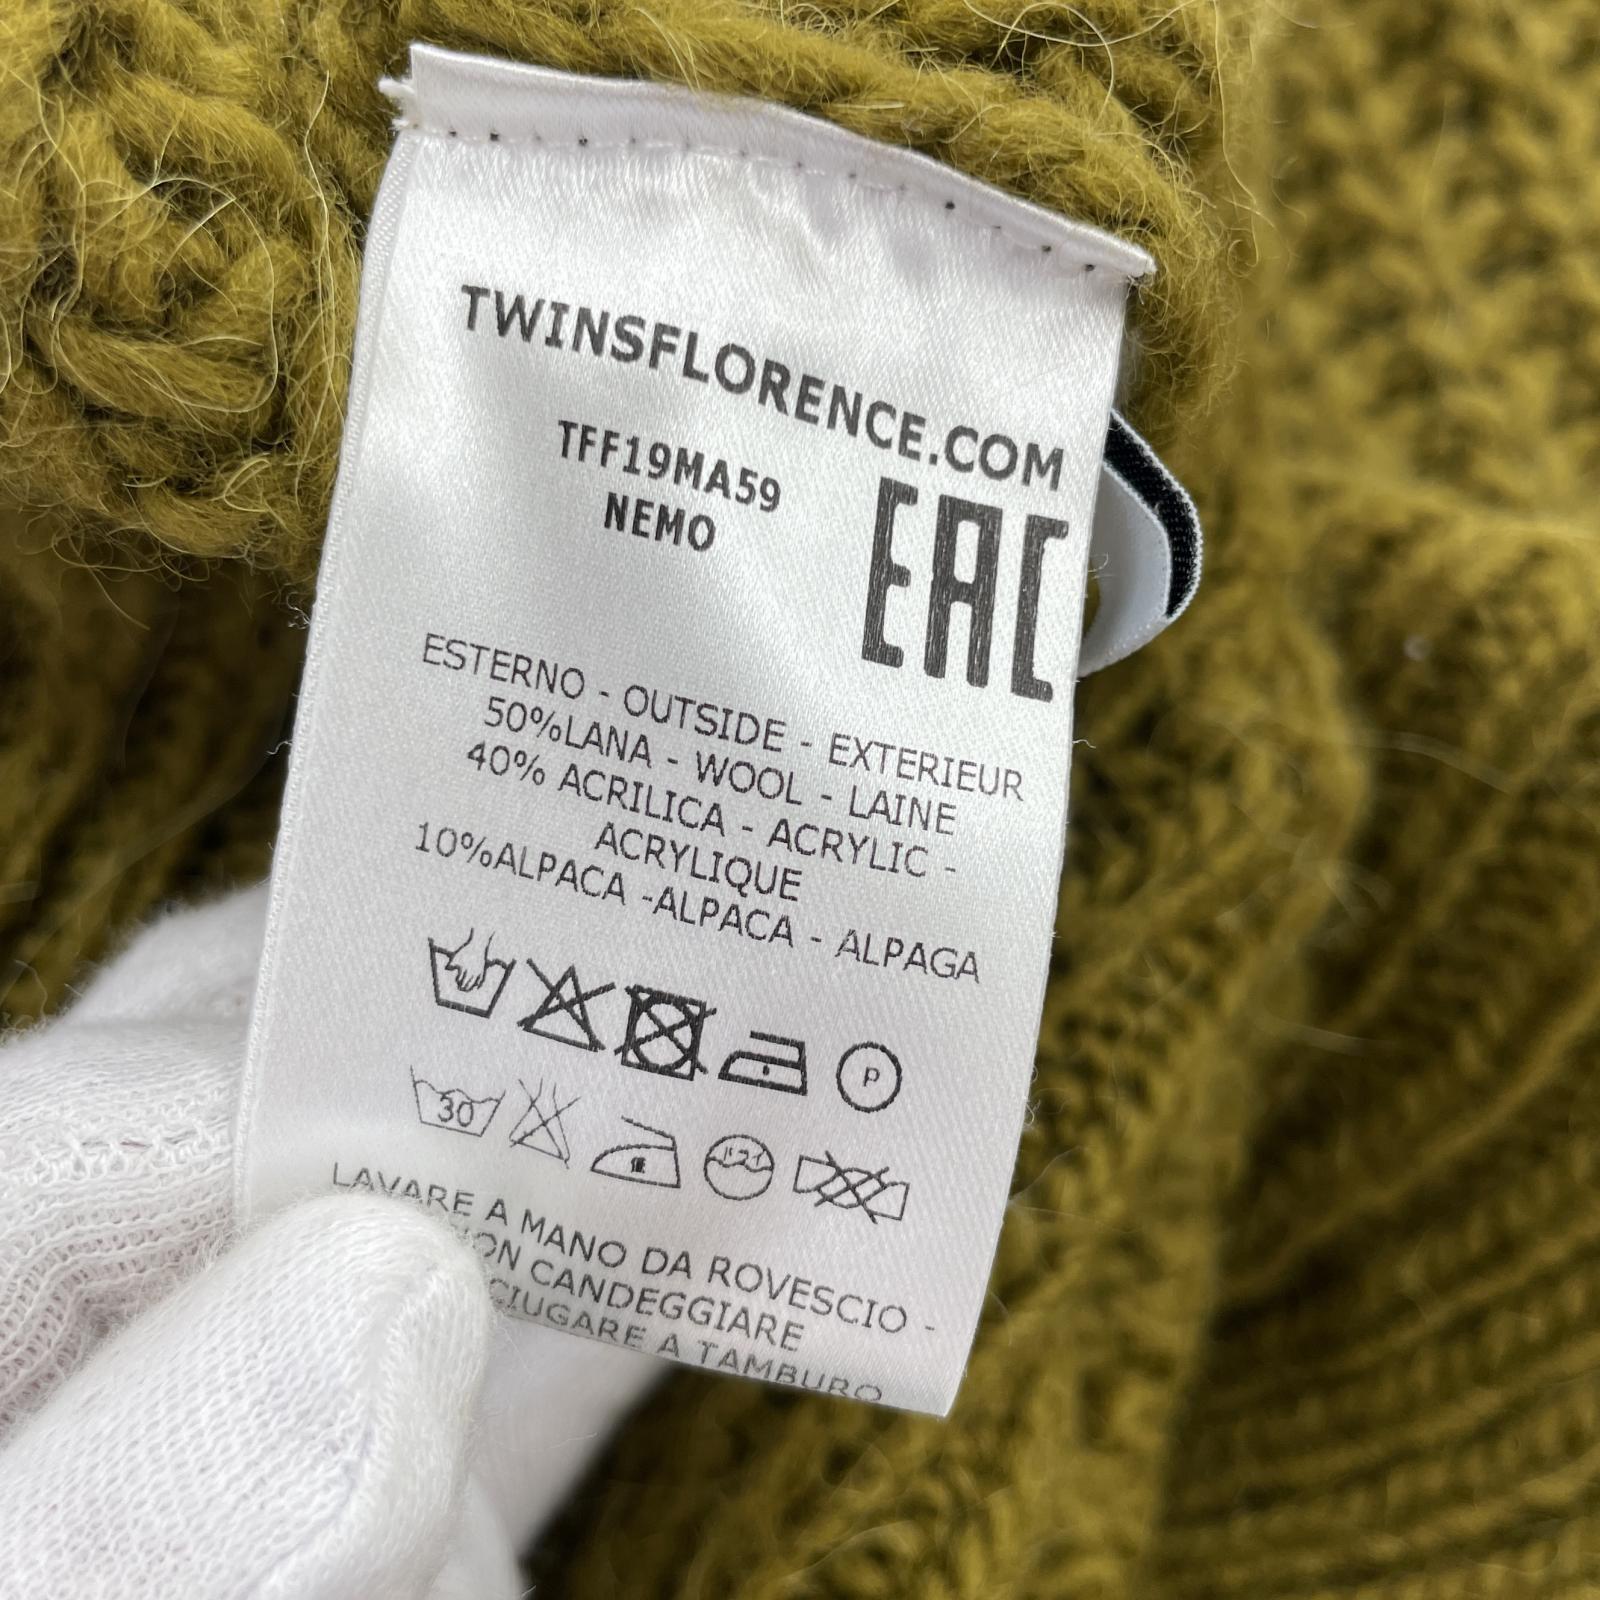 TWINSFLORENCE.COM
TFF19MA59
NEMO
EAC
ESTERNO - OUTSIDE - EXTERIEUR
50%LANA - WOOL - LAINE
40% ACRILICA - ACRYLIC -
ACRYLIQUE
10%ALPACA -ALPACA - ALPAGA
P
30
LAVARE A MANO DA ROVESCIO -
CANDEGGIARE
A TAMBURO